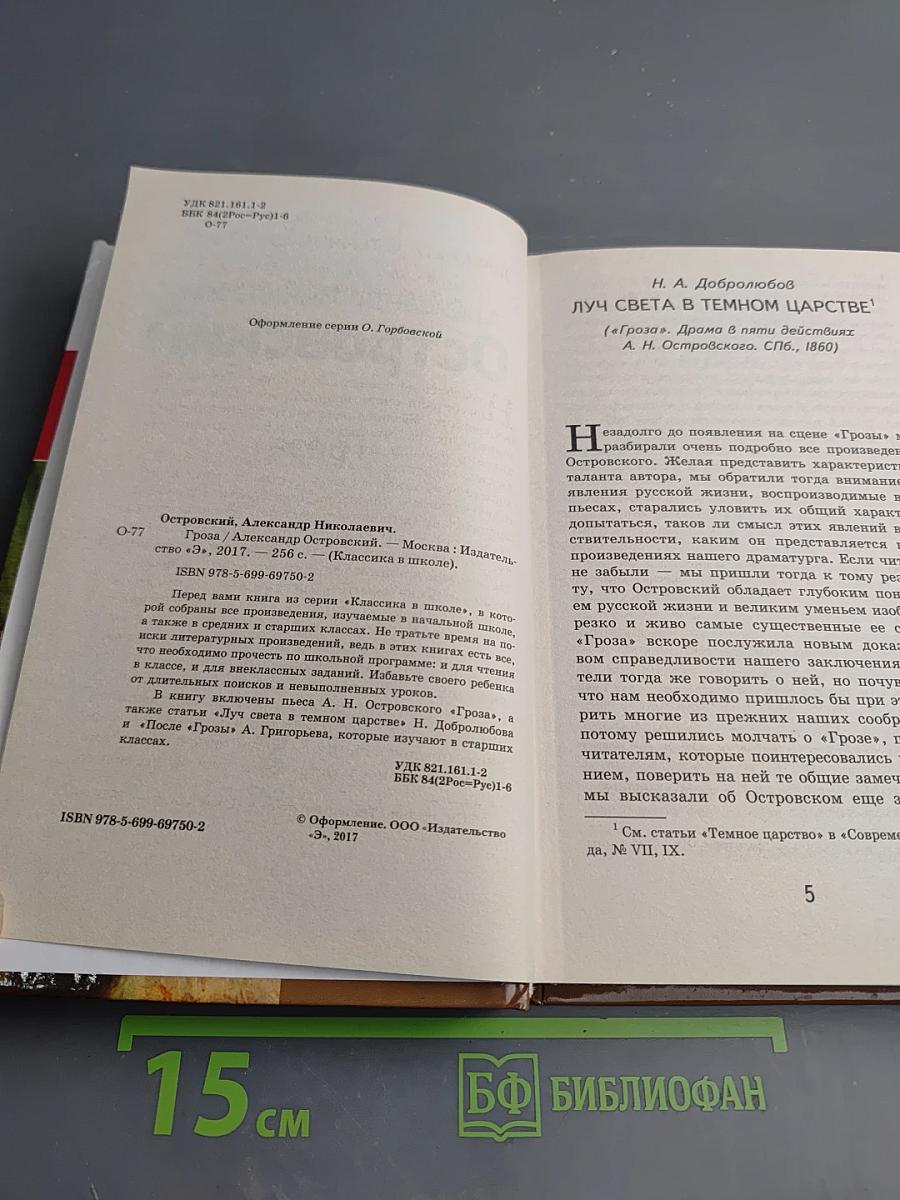 УДК 821.161.1-2
ББК 84(2Рос=Рус)1-6
О-77
Оформление серии О. Горбовской
Островский, Александр Николаевич.
О-77 Гроза / Александр Островский. — Москва : Издатель-
ство «Э», 2017. — 256 с. — (Классика в школе).
ISBN 978-5-699-69750-2
Перед вами книга из серии «Классика в школе», в кото-
рой собраны все произведения, изучаемые в начальной школе,
а также в средних и старших классах. Не тратьте время на по-
иски литературных произведений, ведь в этих книгах есть все,
что необходимо прочесть по школьной программе: и для чтения
в классе, и для внеклассных заданий. Избавьте своего ребенка
от длительных поисков и невыполненных уроков.
В книгу включены пьеса А. Н. Островского «Гроза», а
также статьи «Луч света в темном царстве» Н. Добролюбова
и «После «Грозы» А. Григорьева, которые изучают в старших
классах.
УДК 821.161.1-2
ББК 84(2Рос=Рус)1-6
ISBN 978-5-699-69750-2
© Оформление. ООО «Издательство
«Э», 2017
Н. А. Добролюбов
ЛУЧ СВЕТА В ТЕМНОМ ЦАРСТВЕ¹
(«Гроза». Драма в пяти действиях
А. Н. Островского. СПб., 1860)
Незадолго до появления на сцене «Грозы» м
разбирали очень подробно все произведен
Островского. Желая представить характерист
таланта автора, мы обратили тогда внимание
явления русской жизни, воспроизводимые в
пьесах, старались уловить их общий характ
допытаться, таков ли смысл этих явлений в
ствительности, каким он представляется
произведениях нашего драматурга. Если чит
не забыли — мы пришли тогда к тому рез
ту, что Островский обладает глубоким пон
ем русской жизни и великим уменьем изоб
резко и живо самые существенные ее с
«Гроза» вскоре послужила новым доказ
вом справедливости нашего заключения
тели тогда же говорить о ней, но почув
что нам необходимо пришлось бы при э
рить многие из прежних наших сообр
потому решились молчать о «Грозе», п
читателям, которые поинтересовались
нием, поверить на ней те общие замеч
мы высказали об Островском еще з
¹ См. статьи «Темное царство» в «Совреме
да, № VII, IX.
5
15 см
БФ БИБЛИОФАН